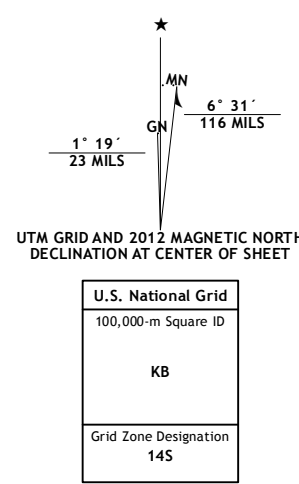 ★
MN
6° 31´
GN
116 MILS
1° 19´
23 MILS
UTM GRID AND 2012 MAGNETIC NORTH
DECLINATION AT CENTER OF SHEET
U.S. National Grid
100,000-m Square ID
KB
Grid Zone Designation
14S